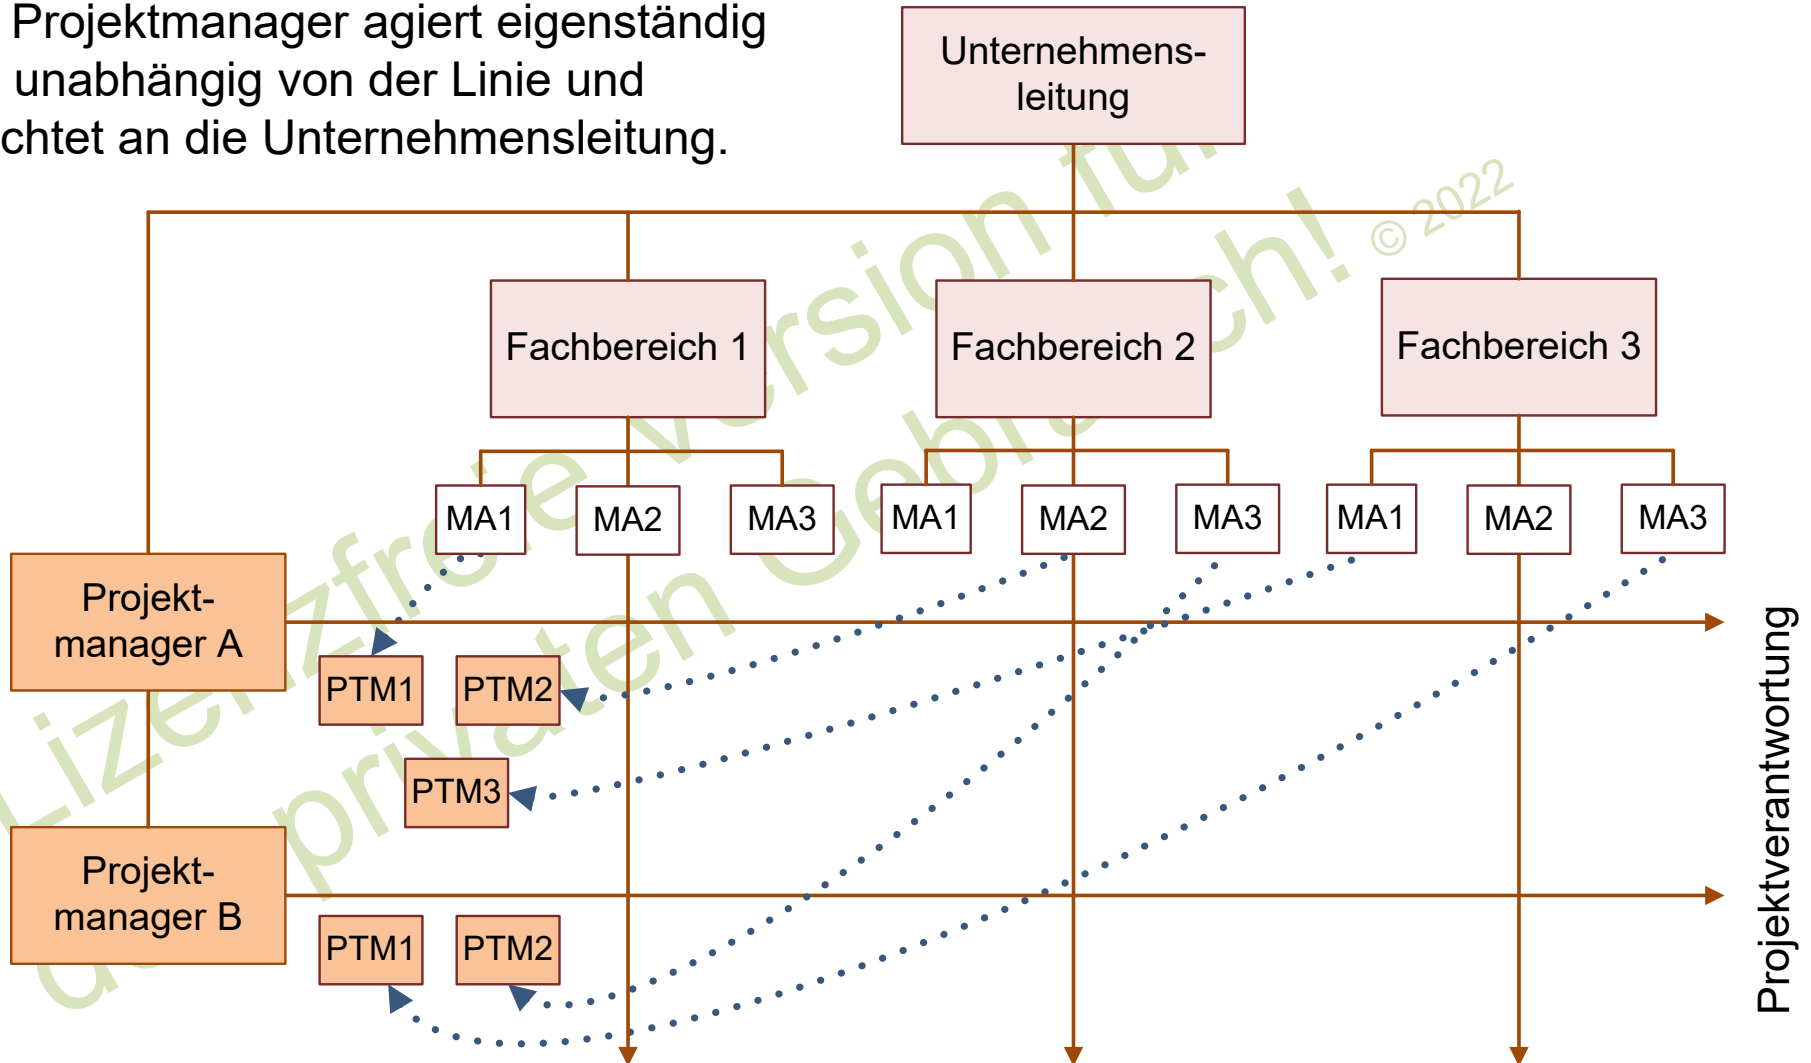 Projektmanager agiert eigenständig
unabhängig von der Linie und
chtet an die Unternehmensleitung.
Unternehmens-
leitung
© 2022
Fachbereich 1
Fachbereich 2
Fachbereich 3
MA1
MA2
MA3
MA1
MA2
MA3
MA1
MA2
MA3
Projekt-
manager A
PTM1
PTM2
PTM3
Projekt-
manager B
PTM1
PTM2
Projektverantwortung
Lizenzfreie Version für
privaten Gebrauch!